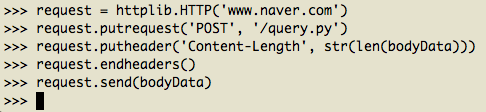 >>> request = httplib.HTTP('www.naver.com')
>>> request.putrequest('POST', '/query.py')
>>> request.putheader('Content-Length', str(len(bodyData)))
>>> request.endheaders()
>>> request.send(bodyData)
>>>